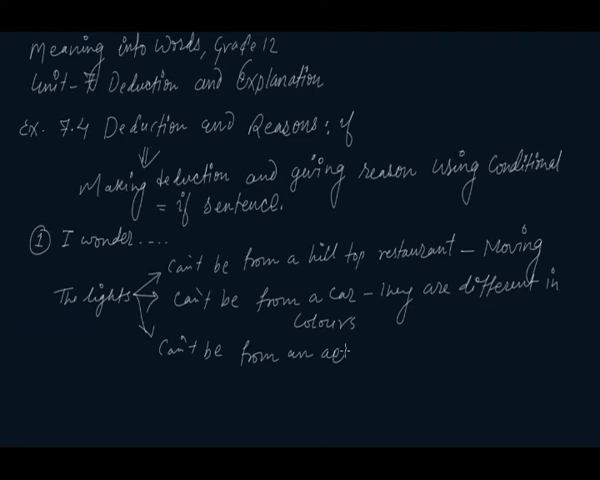 Meaning into Words, Grade 12
Unit-7 Deduction and Explanation
Ex. 7.4 Deduction and Reasons: if
Making deduction and giving reason using Conditional
= if sentence.
① I wonder....
Can't be from a hill top restaurant - Moving
The lights
Can't be from a car - They are different in
Colours
Can't be from an ae